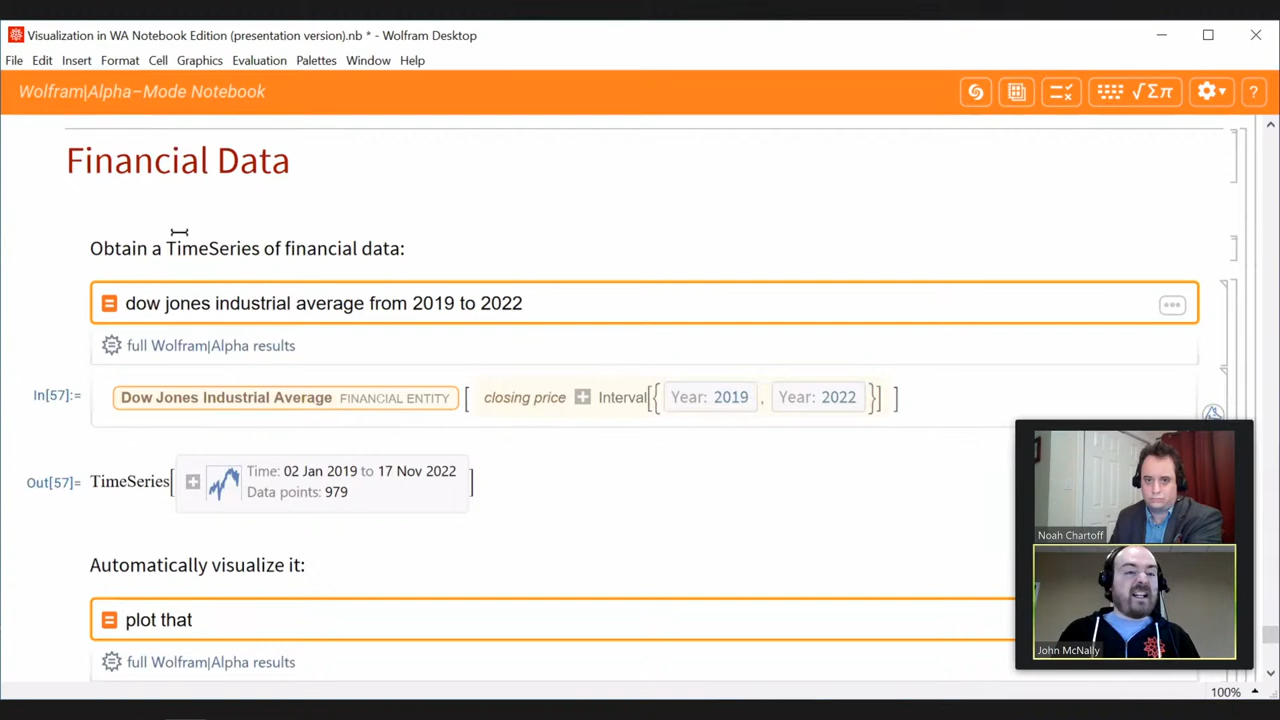 Visualization in WA Notebook Edition (presentation version).nb * - Wolfram Desktop
File Edit Insert Format Cell Graphics Evaluation Palettes Window Help
Wolfram|Alpha-Mode Notebook
√Σπ ?
Financial Data
Obtain a TimeSeries of financial data:
dow jones industrial average from 2019 to 2022
full Wolfram|Alpha results
In[57]:= Dow Jones Industrial Average FINANCIAL ENTITY [ closing price Interval[{ Year: 2019 , Year: 2022 }] ]
Out[57]= TimeSeries[ Time: 02 Jan 2019 to 17 Nov 2022
Data points: 979 ]
Noah Chartoff
Automatically visualize it:
plot that
John McNally
full Wolfram|Alpha results
100%